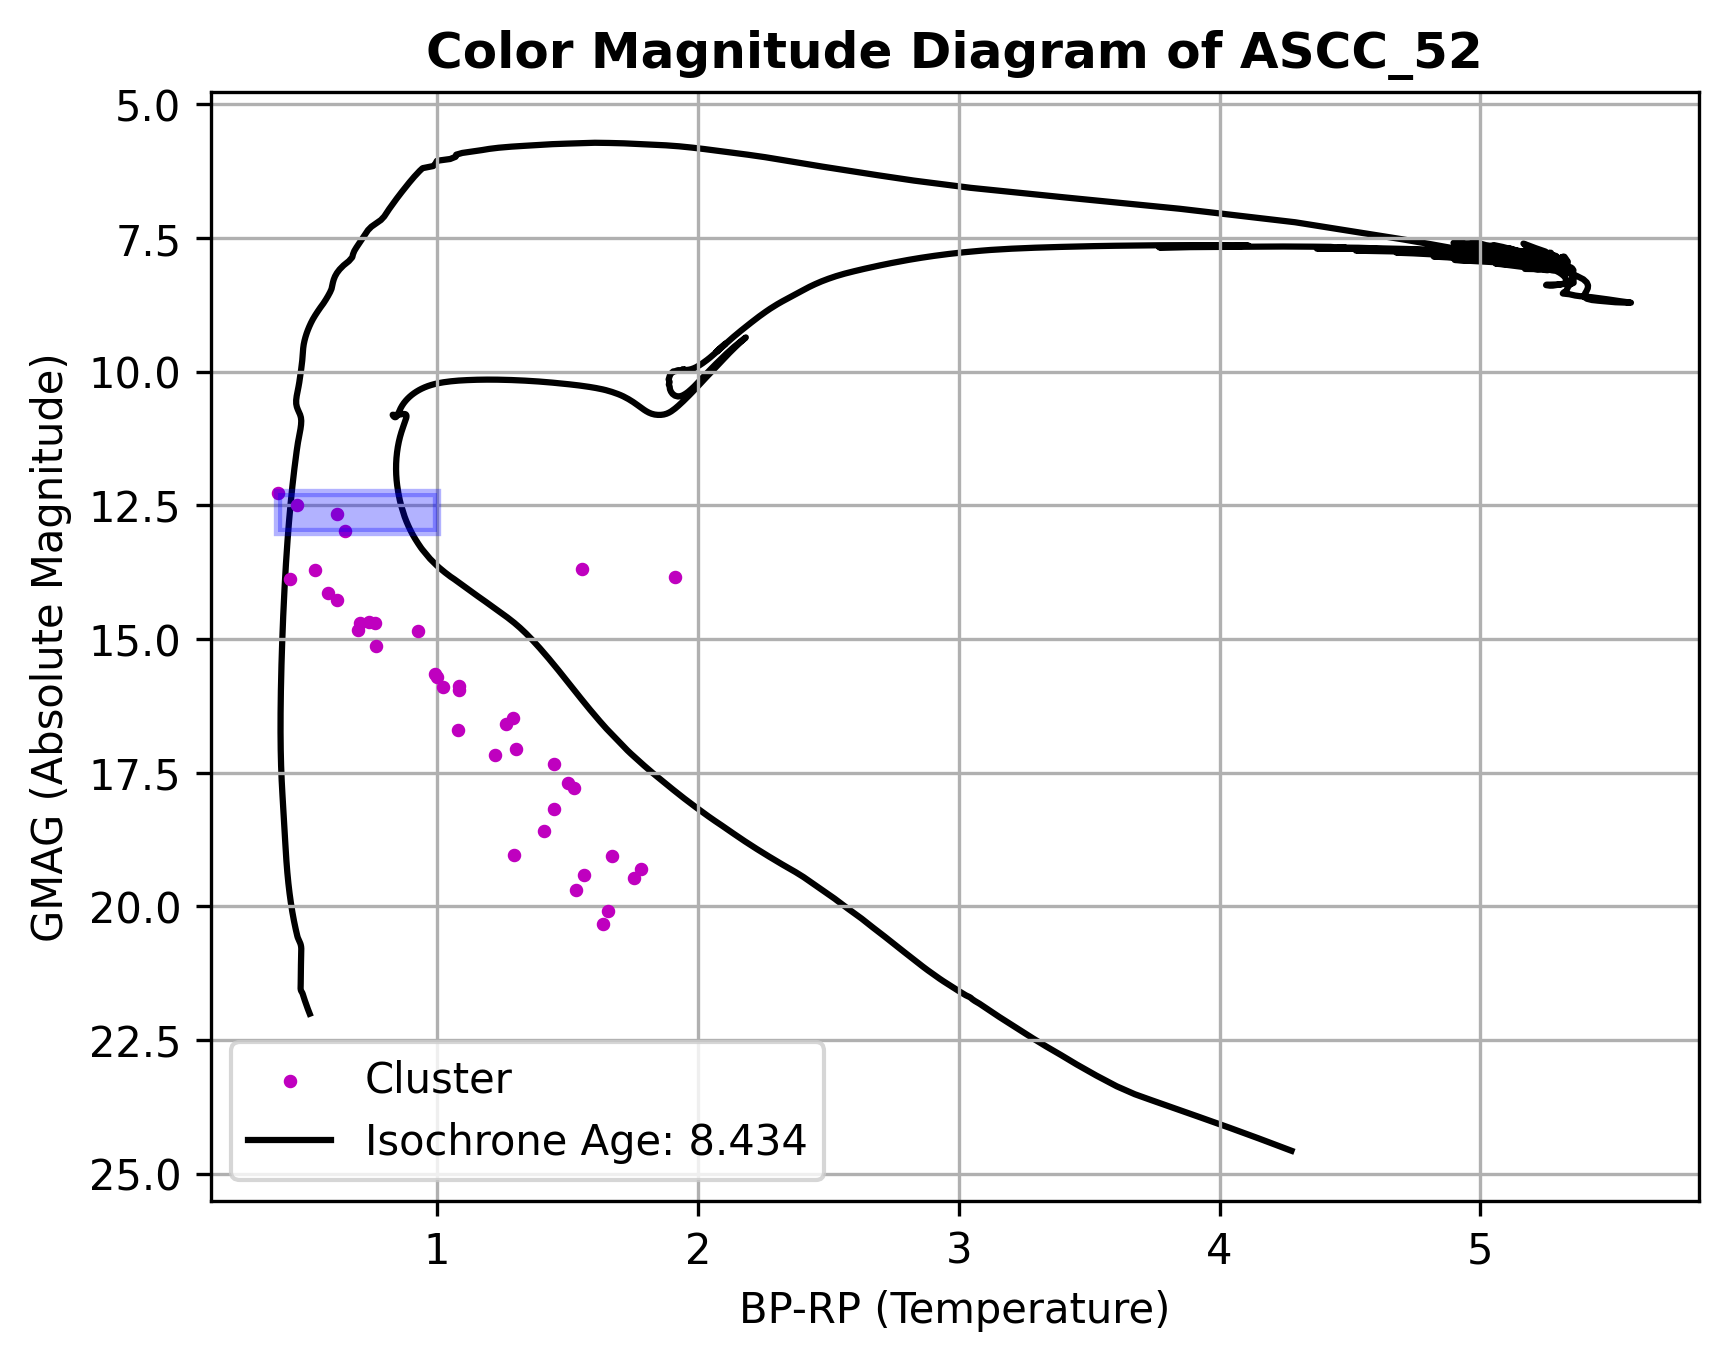 Color Magnitude Diagram of ASCC_52
GMAG (Absolute Magnitude)
5.0
7.5
10.0
12.5
15.0
17.5
20.0
22.5
25.0
Cluster
Isochrone Age: 8.434
1 2 3 4 5
BP-RP (Temperature)